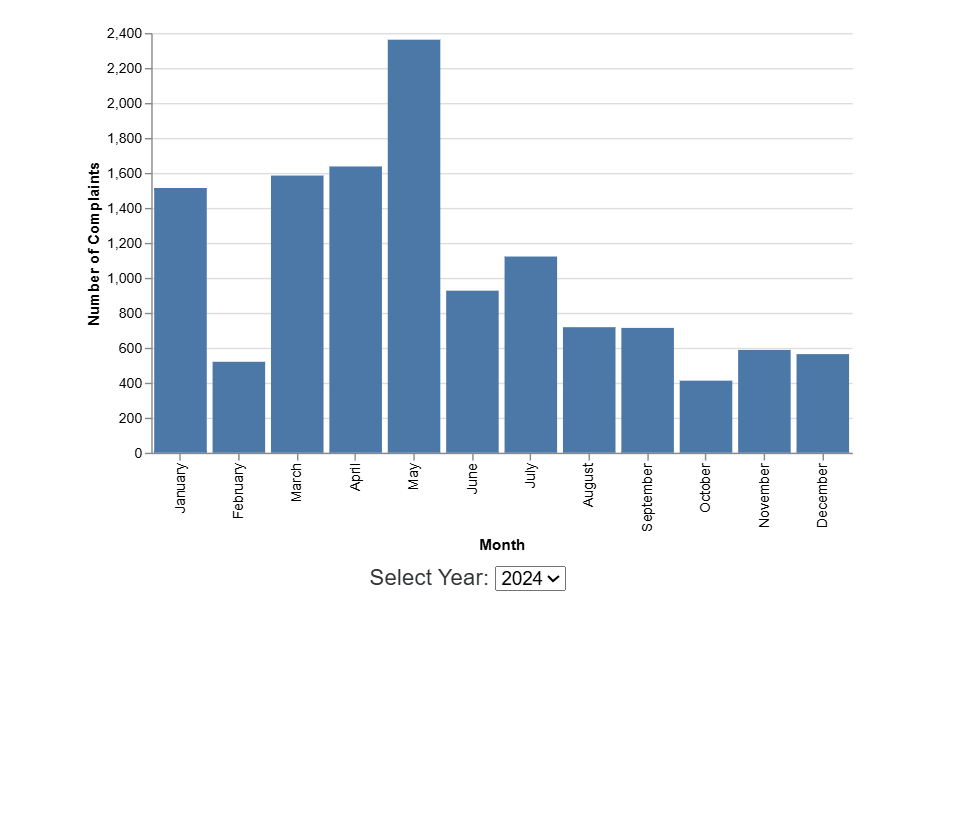 2,400
2,200
2,000
1,800
1,600
1,400
1,200
1,000
800
600
400
200
0
Number of Complaints
January
February
March
April
May
June
July
August
September
October
November
December
Month
Select Year: 2024